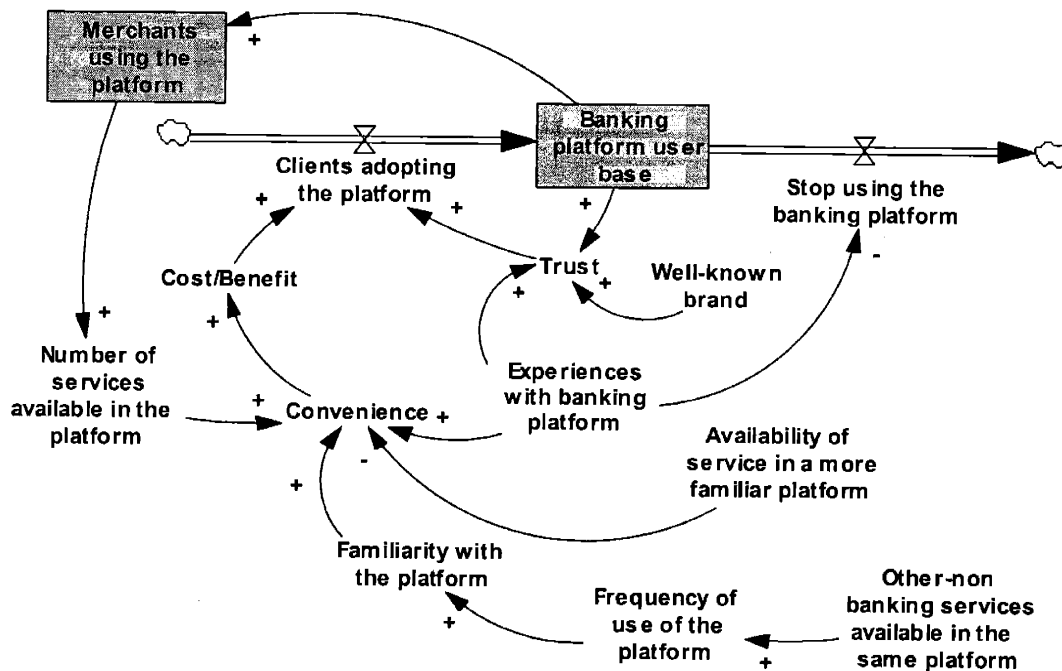 Merchants
using the
platform
+
Banking
platform user
base
Clients adopting
the platform
+
+
+
Stop using the
banking platform
-
Cost/Benefit
+
Trust
+
+
Well-known
brand
+
Number of
services
available in the
platform
+
Convenience
+
Experiences
with banking
platform
-
+
Availability of
service in a more
familiar platform
Familiarity with
the platform
+
Frequency of
use of the
platform
+
Other-non
banking services
available in the
same platform